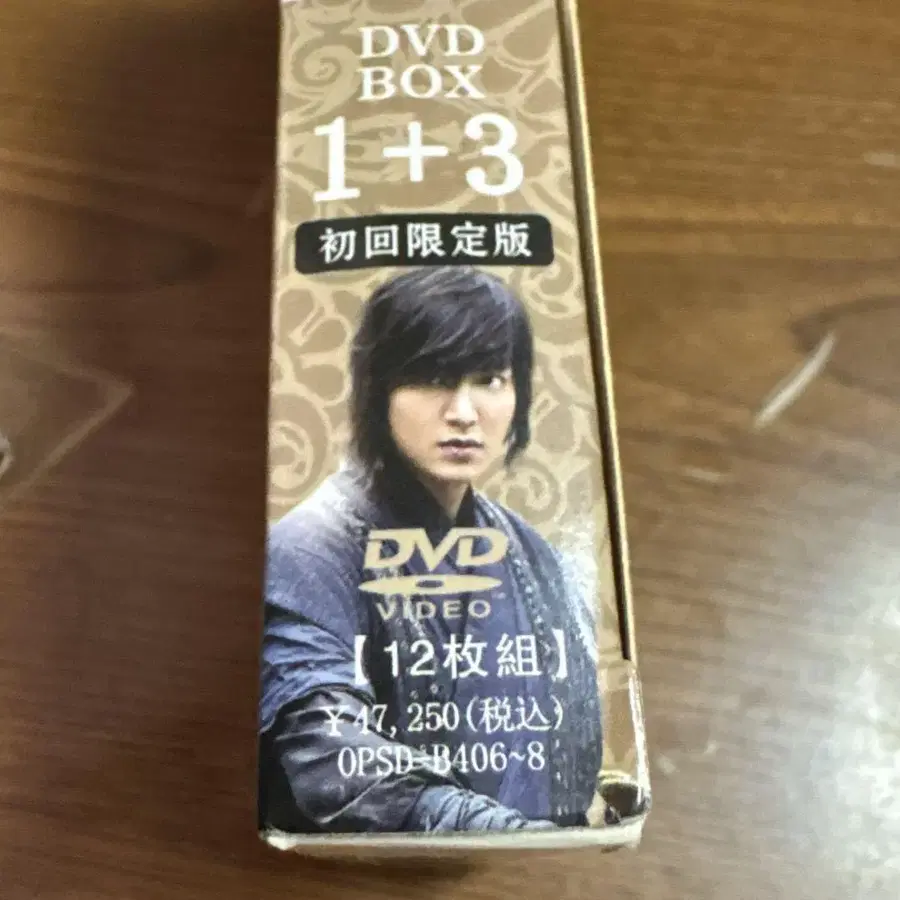 DVD
BOX
1+3
初回限定版
DVD
VIDEO
【12枚組】
¥47,250(税込)
OPSD-B406~8